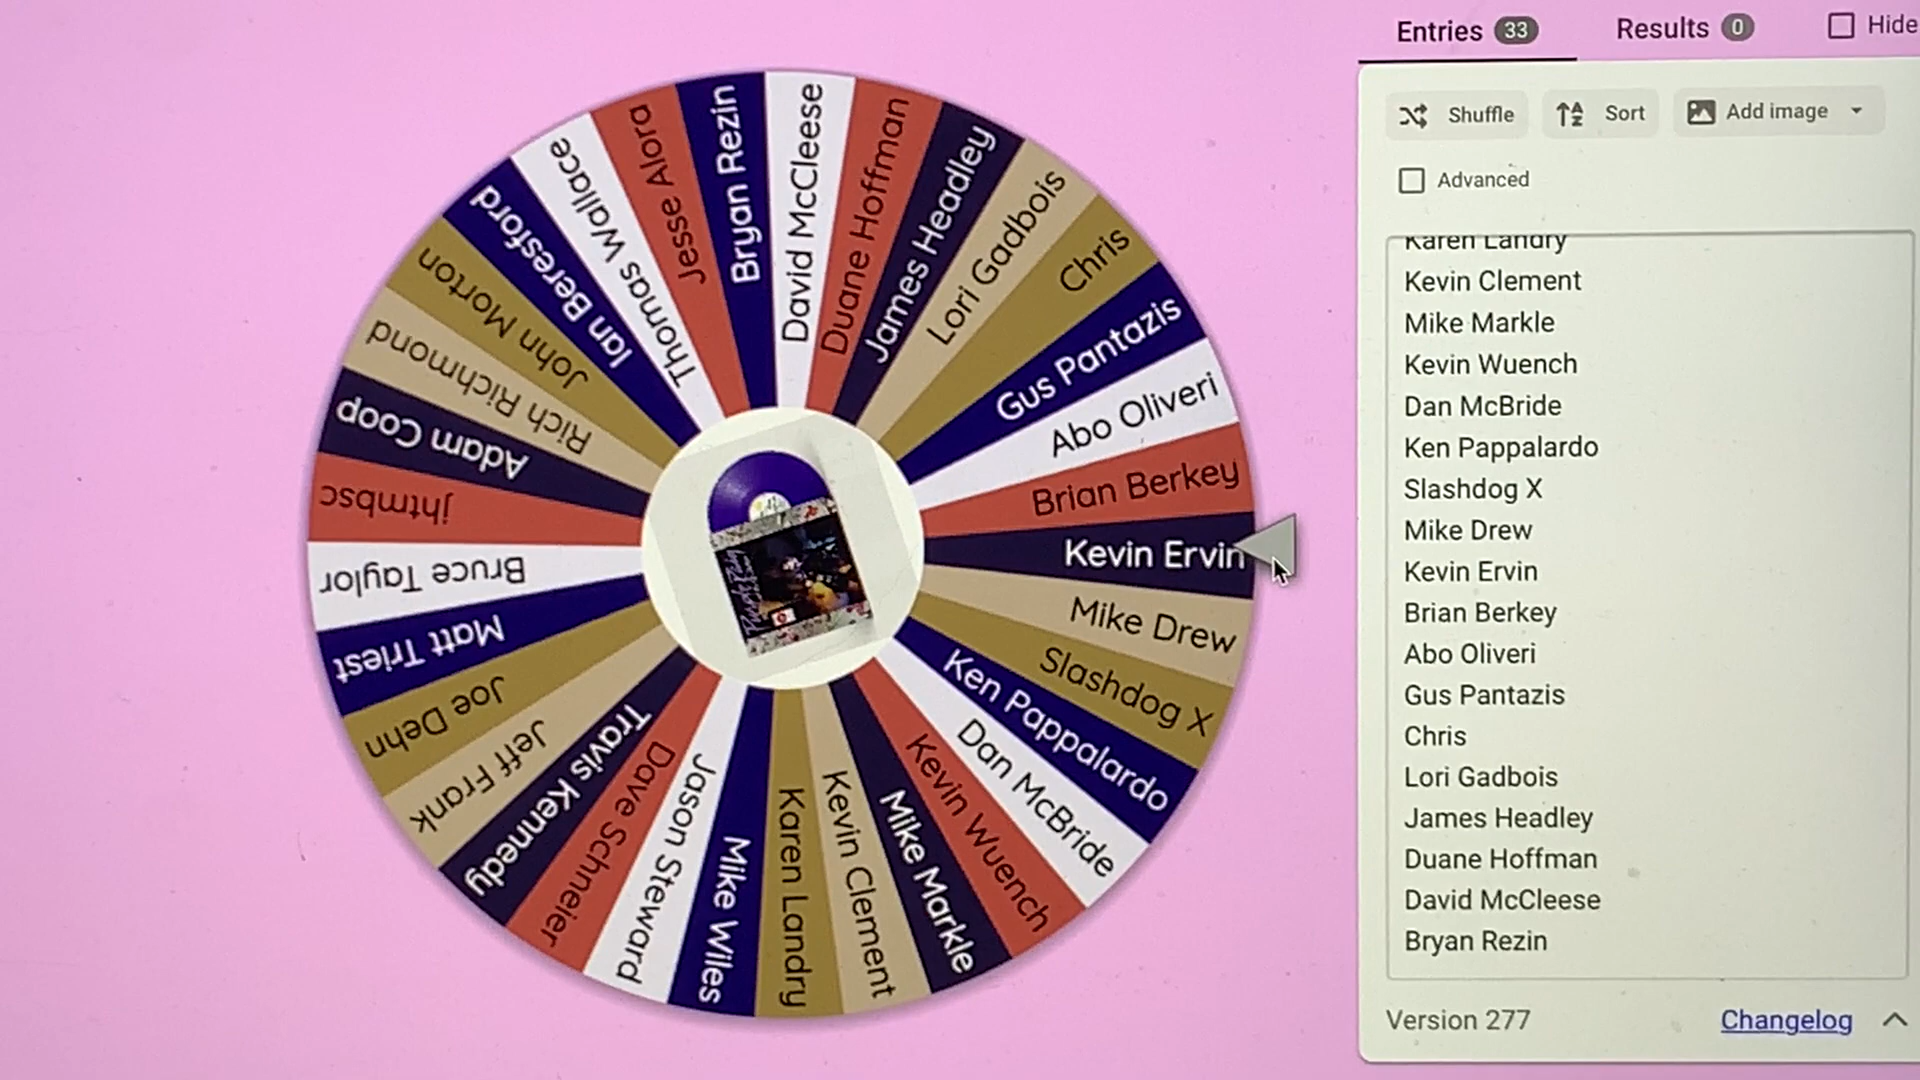 Entries 33 Results 0 Hide
Shuffle Sort Add image
Advanced
Karen Landry
Kevin Clement
Mike Markle
Kevin Wuench
Dan McBride
Ken Pappalardo
Slashdog X
Mike Drew
Kevin Ervin
Brian Berkey
Abo Oliveri
Gus Pantazis
Chris
Lori Gadbois
James Headley
Duane Hoffman
David McCleese
Bryan Rezin
Version 277 Changelog
Bryan Rezin
David McCleese
Duane Hoffman
James Headley
Lori Gadbois
Chris
Gus Pantazis
Abo Oliveri
Brian Berkey
Kevin Ervin
Mike Drew
Slashdog X
Ken Pappalardo
Dan McBride
Kevin Wuench
Mike Markle
Kevin Clement
Karen Landry
Mike Wiles
Jason Steward
Dave Schneier
Travis Kennedy
Jeff Frank
Joe Dehn
Matt Triest
Bruce Taylor
jhtmbsc
Adam Coop
Rich Richmond
John Morton
Ian Beresford
Thomas Wallace
Jesse Alora